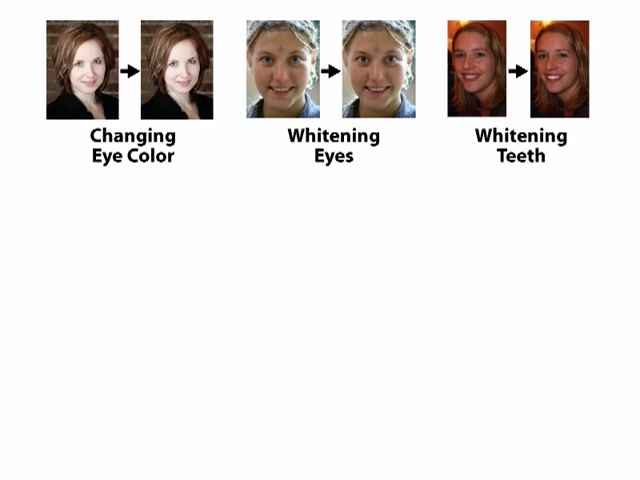 Changing
Eye Color
Whitening
Eyes
Whitening
Teeth